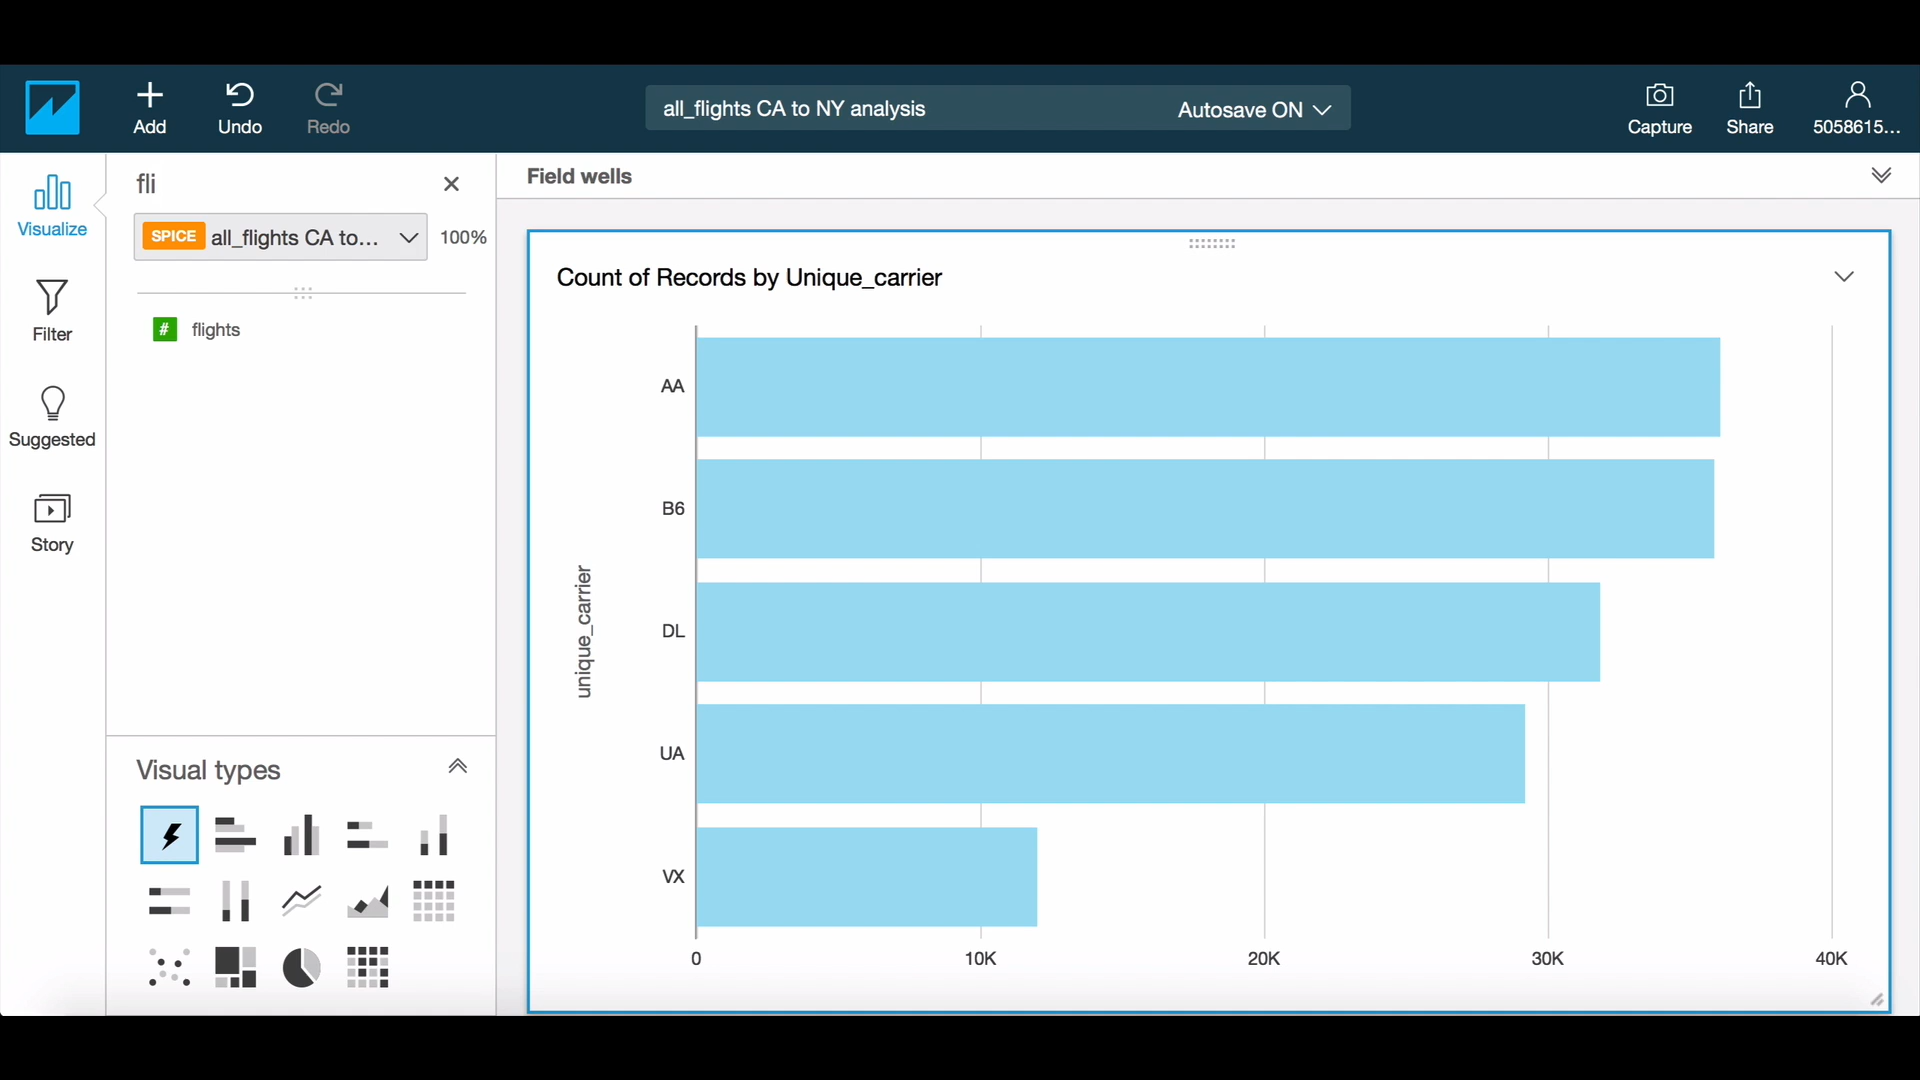 Add
Undo
Redo
all_flights CA to NY analysis
Autosave ON
Capture
Share
5058615...
Visualize
Filter
Suggested
Story
fli
SPICE all_flights CA to...
100%
# flights
Visual types
Field wells
Count of Records by Unique_carrier
unique_carrier
AA
B6
DL
UA
VX
0 10K 20K 30K 40K